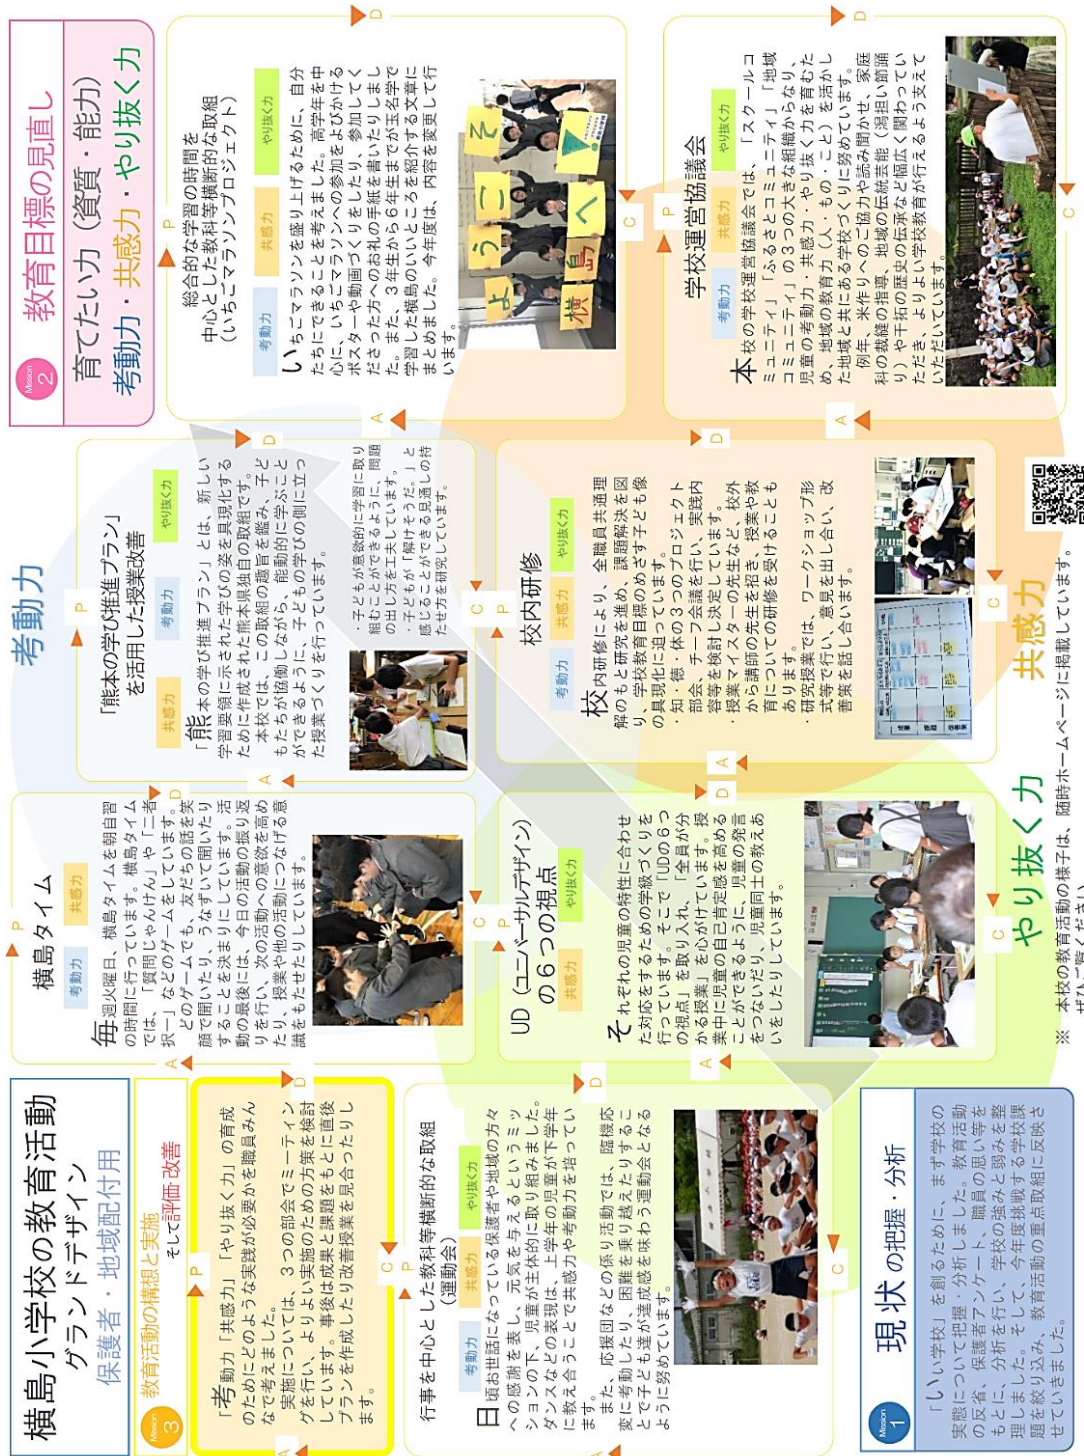 横島小学校の教育活動
グランドデザイン
保護者・地域配付用
Mission
3
教育活動の構想と実施
そして評価・改善
「考動力」「共感力」「やり抜く力」の育成
のためにどのような実践が必要かを職員みん
なで考えました。
実施については、3つの部会でミーティン
グを行い、よりよい実施のための方策を検討
しています。事後は成果と課題をもとに直後
プランを作成したり改善授業を見合ったりし
ます。
P
D
C
A
行事を中心とした教科等横断的な取組
(運動会)
考動力
共感力
やり抜く力
日頃お世話になっている保護者や地域の方々
への感謝を表し、元気を与えるというミッ
ションの下、児童が主体的に取り組みました。
ダンスなどの表現は、上学年の児童が下学年
に教え合うことで共感力や考動力を培ってい
ます。
また、応援団などの係り活動では、臨機応
変に考動したり、困難を乗り越えたりするこ
とで子ども達が達成感を味わう運動会となる
ように努めています。
P
D
C
A
Mission
1
現状の把握・分析
「いい学校」を創るために、まず学校の
実態について把握・分析しました。教育活動
の反省、保護者アンケート、職員の思い等を
もとに、分析を行い、学校の強みと弱みを整
理しました。そして、今年度挑戦する学校課
題を絞り込み、教育活動の重点取組に反映さ
せていきました。
横島タイム
考動力
共感力
毎週火曜日、横島タイムを朝自習
の時間に行っています。横島タイム
では、「質問じゃんけん」や「二者
択一」などのゲームをしています。
どのゲームでも、友だちの話を笑
顔で聞いたり、うなずいて聞いたり
することを決まりにしています。活
動の最後には、今日の活動の振り返
りを行い、次の活動への意欲を高め
たり、授業や他の活動につなげる意
識をもたせたりしています。
P
D
C
A
UD(ユニバーサルデザイン)
の6つの視点
共感力
やり抜く力
それぞれの児童の特性に合わせ
た対応をするための学級づくりを
行っています。そこで「UDの6つ
の視点」を取り入れ、「全員が分
かる授業」を心がけています。授
業中に児童の自己肯定感を高める
ことができるように、児童の発言
をつないだり、児童同士の教えあ
いをしたりしています。
P
D
C
A
考動力
「熊本の学び推進プラン」
を活用した授業改善
共感力
考動力
やり抜く力
「熊本の学び推進プラン」とは、新しい
学習要領に示された学びの姿を具現化する
ために作成された熊本県独自の取組です。
本校では、この取組の趣旨を鑑み、子ど
もたちが協働しながら、能動的に学ぶこと
ができるように、子どもの学びの側に立っ
た授業づくりを行っています。
・子どもが意欲的に学習に取り
組むことができるように、問題
の出し方を工夫しています。
・子どもが「解けそうだ。」と
感じることができる見通しの持
たせ方を研究しています。
P
D
C
A
校内研修
考動力
共感力
やり抜く力
校内研修により、全職員共通理
解のもと研究を進め、課題解決を図
り、学校教育目標のめざす子ども像
の具現化に迫っています。
・知・徳・体の3つのプロジェクト
部会、チーフ会議を行い、実践内
容等を検討し決定しています。
・授業マイスターの先生など、校外
から講師の先生を招き、授業や教
育についての研修を受けることも
あります。
・研究授業では、ワークショップ形
式等で行い、意見を出し合い、改
善策を話し合います。
P
D
C
A
やり抜く力
共感力
※ 本校の教育活動の様子は、随時ホームページに掲載しています。
ぜひご覧ください。
Mission
2
教育目標の見直し
育てたい力(資質・能力)
考動力・共感力・やり抜く力
総合的な学習の時間を
中心とした教科等横断的な取組
(いちごマラソンプロジェクト)
考動力
共感力
やり抜く力
いちごマラソンを盛り上げるために、自分
たちにできることを考えました。高学年を中
心に、いちごマラソンへの参加をよびかける
ポスターや動画づくりをしたり、参加してく
ださった方へのお礼の手紙を書いたりしまし
た。また、3年生から6年生までが玉名学で
学習した横島のいいところを紹介する文章に
まとめました。今年度は、内容を変更して行
います。
ようこそ
横島へ
P
D
C
A
学校運営協議会
考動力
共感力
やり抜く力
本校の学校運営協議会では、「スクールコ
ミュニティ」「ふるさとコミュニティ」「地域
コミュニティ」の3つの大きな組織からなり、
児童の考動力・共感力・やり抜く力を育むた
め、地域の教育力(人・もの・こと)を活かし
た地域と共にある学校づくりに努めています。
例年、米作りへのご協力や読み聞かせ、家庭
科の裁縫の指導、地域の伝統芸能(潟担い節踊
り)や干拓の歴史の伝承など幅広く関わってい
ただき、よりよい学校教育が行えるよう支えて
いただいています。
P
D
C
A